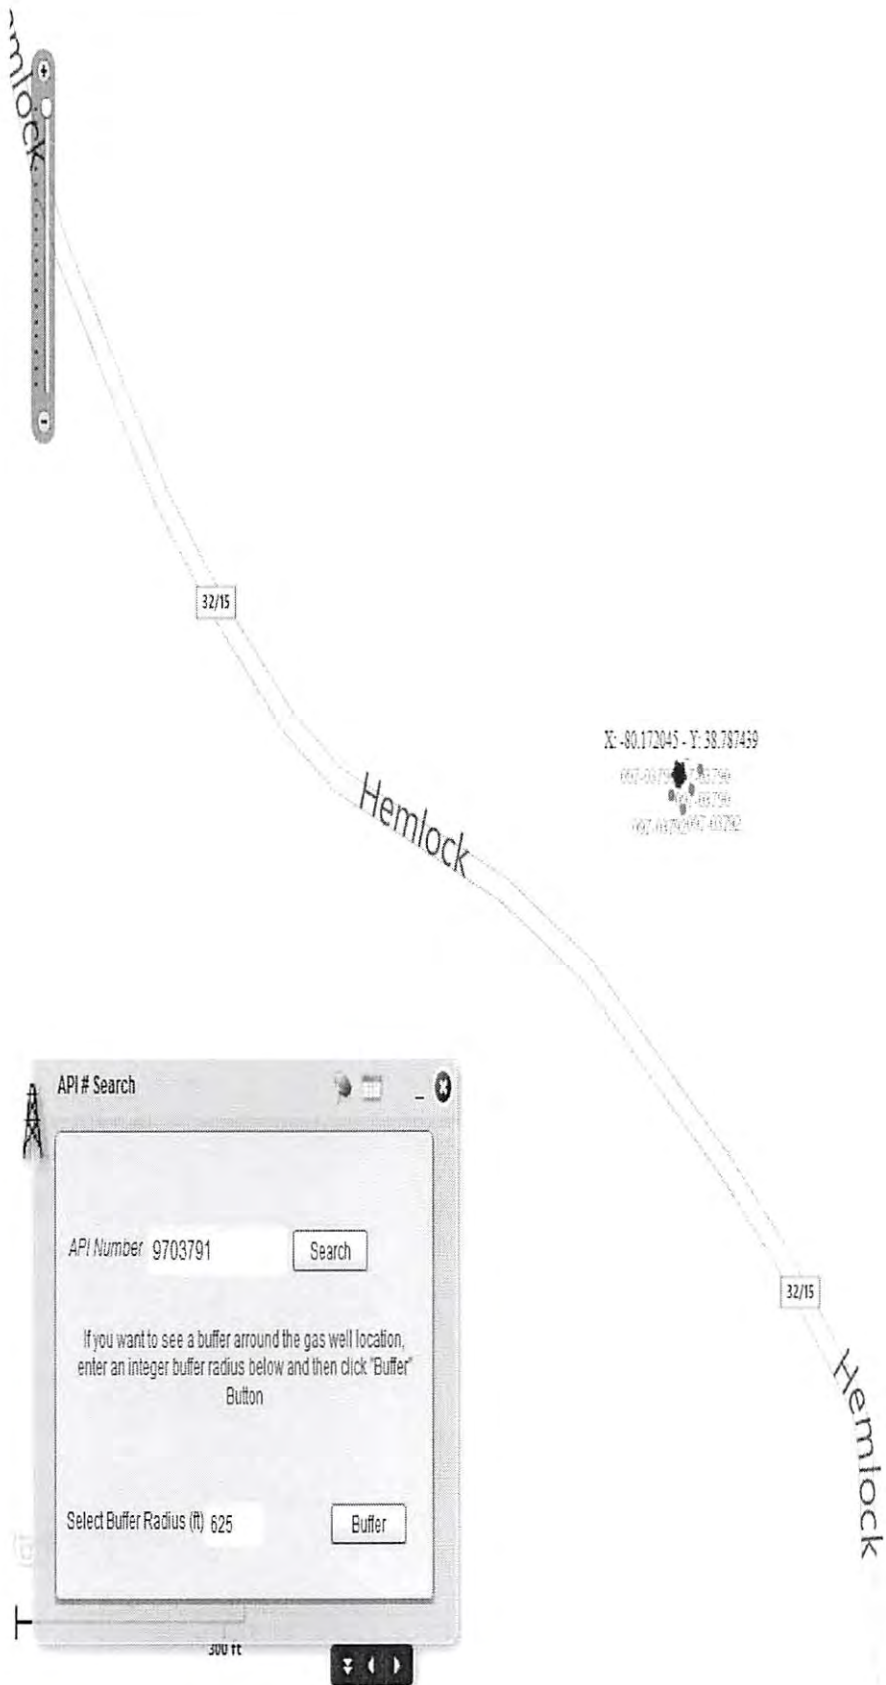 mlock
32/15
X: -80.172045 - Y: 38.787439
Hemlock
API # Search
API Number 9703791 Search
32/15
If you want to see a buffer arround the gas well location,
enter an integer buffer radius below and then click "Buffer"
Button
Hemlock
Select Buffer Radius (ft) 625 Buffer
300 ft